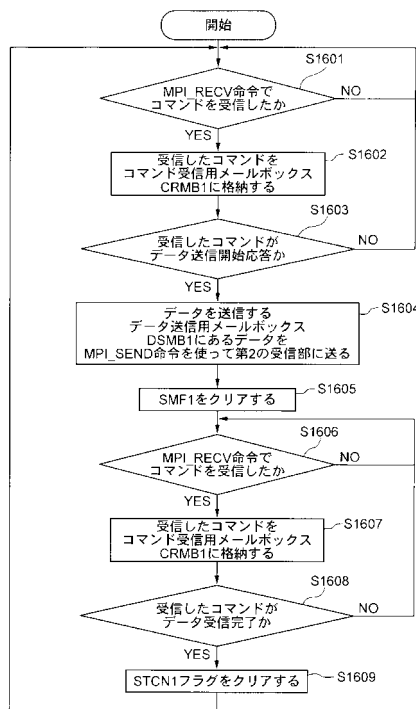 開始
S1601
MPI_RECV命令で
コマンドを受信したか
NO
YES
S1602
受信したコマンドを
コマンド受信用メールボックス
CRMB1に格納する
S1603
受信したコマンドが
データ送信開始応答か
NO
YES
S1604
データを送信する
データ送信用メールボックス
DSMB1にあるデータを
MPI_SEND命令を使って第2の受信部に送る
S1605
SMF1をクリアする
S1606
MPI_RECV命令で
コマンドを受信したか
NO
YES
S1607
受信したコマンドを
コマンド受信用メールボックス
CRMB1に格納する
S1608
受信したコマンドが
データ受信完了か
NO
YES
S1609
STCN1フラグをクリアする